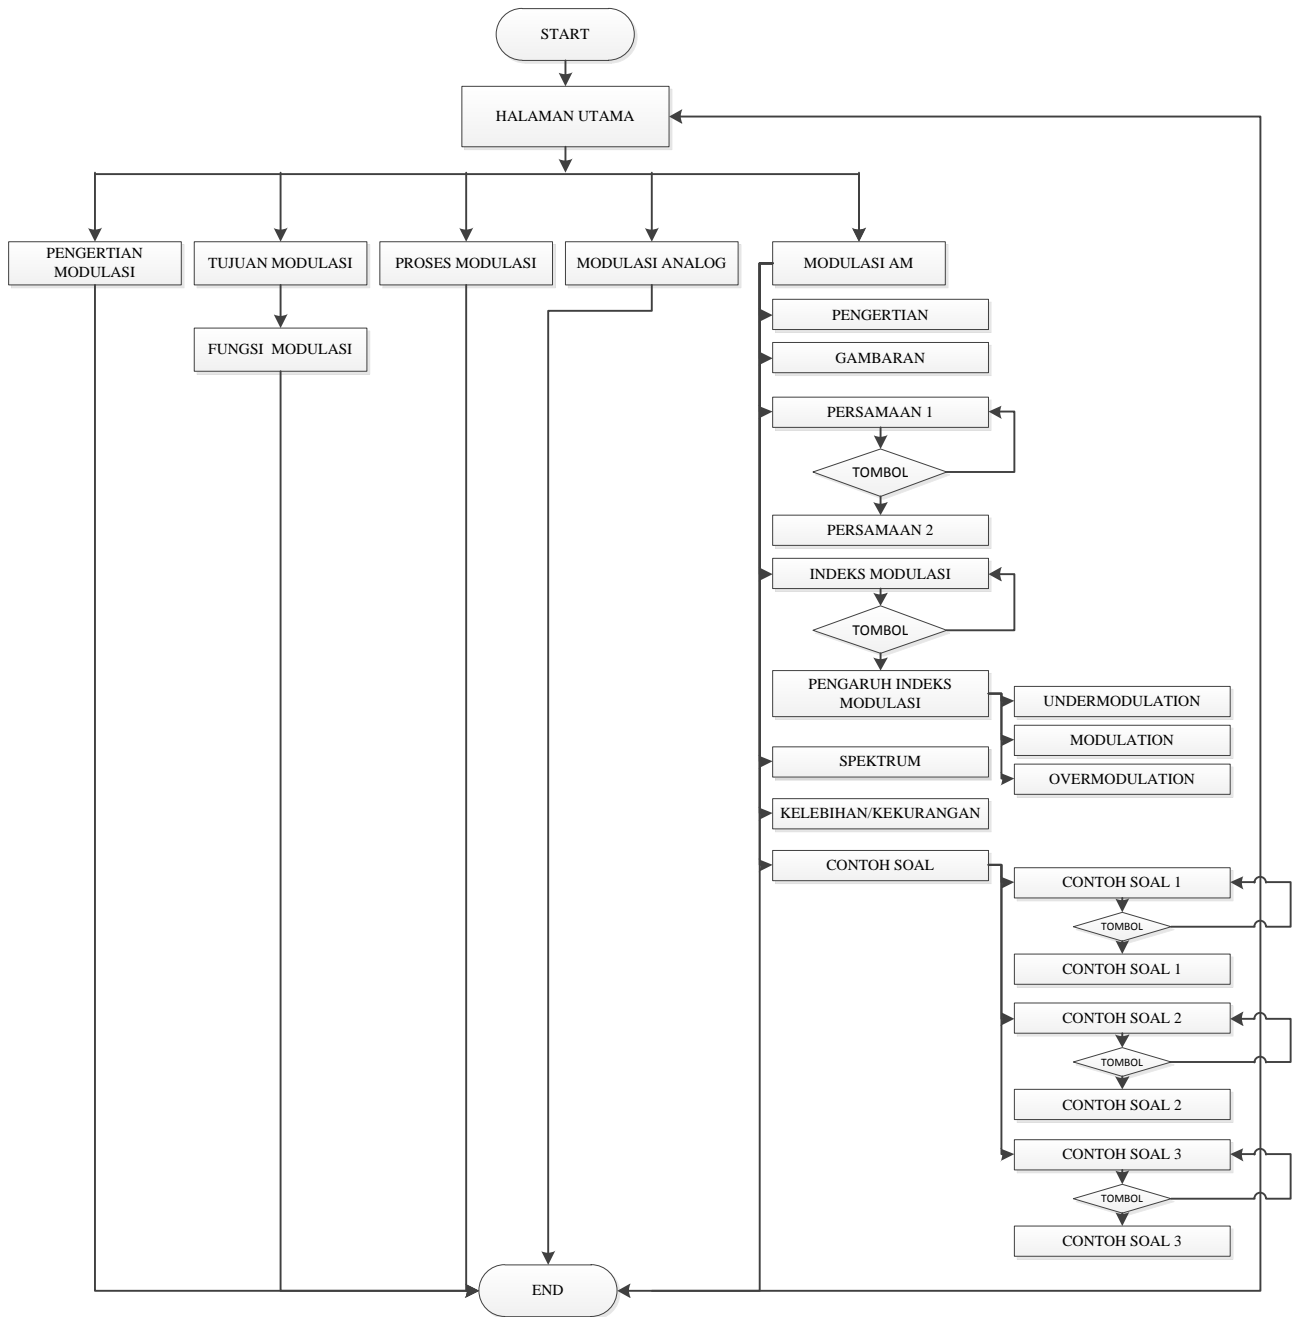 START
HALAMAN UTAMA
PENGERTIAN
MODULASI
TUJUAN MODULASI
PROSES MODULASI
MODULASI ANALOG
MODULASI AM
FUNGSI  MODULASI
PENGERTIAN
GAMBARAN
PERSAMAAN 1
TOMBOL
PERSAMAAN 2
INDEKS MODULASI
TOMBOL
PENGARUH INDEKS
MODULASI
UNDERMODULATION
MODULATION
OVERMODULATION
SPEKTRUM
KELEBIHAN/KEKURANGAN
CONTOH SOAL
CONTOH SOAL 1
TOMBOL
CONTOH SOAL 1
CONTOH SOAL 2
TOMBOL
CONTOH SOAL 2
CONTOH SOAL 3
TOMBOL
CONTOH SOAL 3
END